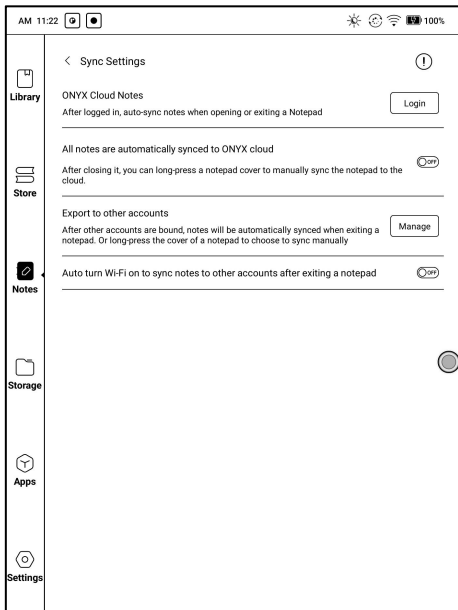 AM 11:22
100%
Sync Settings
Library
ONYX Cloud Notes
After logged in, auto-sync notes when opening or exiting a Notepad
Login
All notes are automatically synced to ONYX cloud
OFF
After closing it, you can long-press a notepad cover to manually sync the notepad to the
cloud.
Store
Export to other accounts
After other accounts are bound, notes will be automatically synced when exiting a
notepad. Or long-press the cover of a notepad to choose to sync manually
Manage
Auto turn Wi-Fi on to sync notes to other accounts after exiting a notepad
OFF
Notes
Storage
Apps
Settings